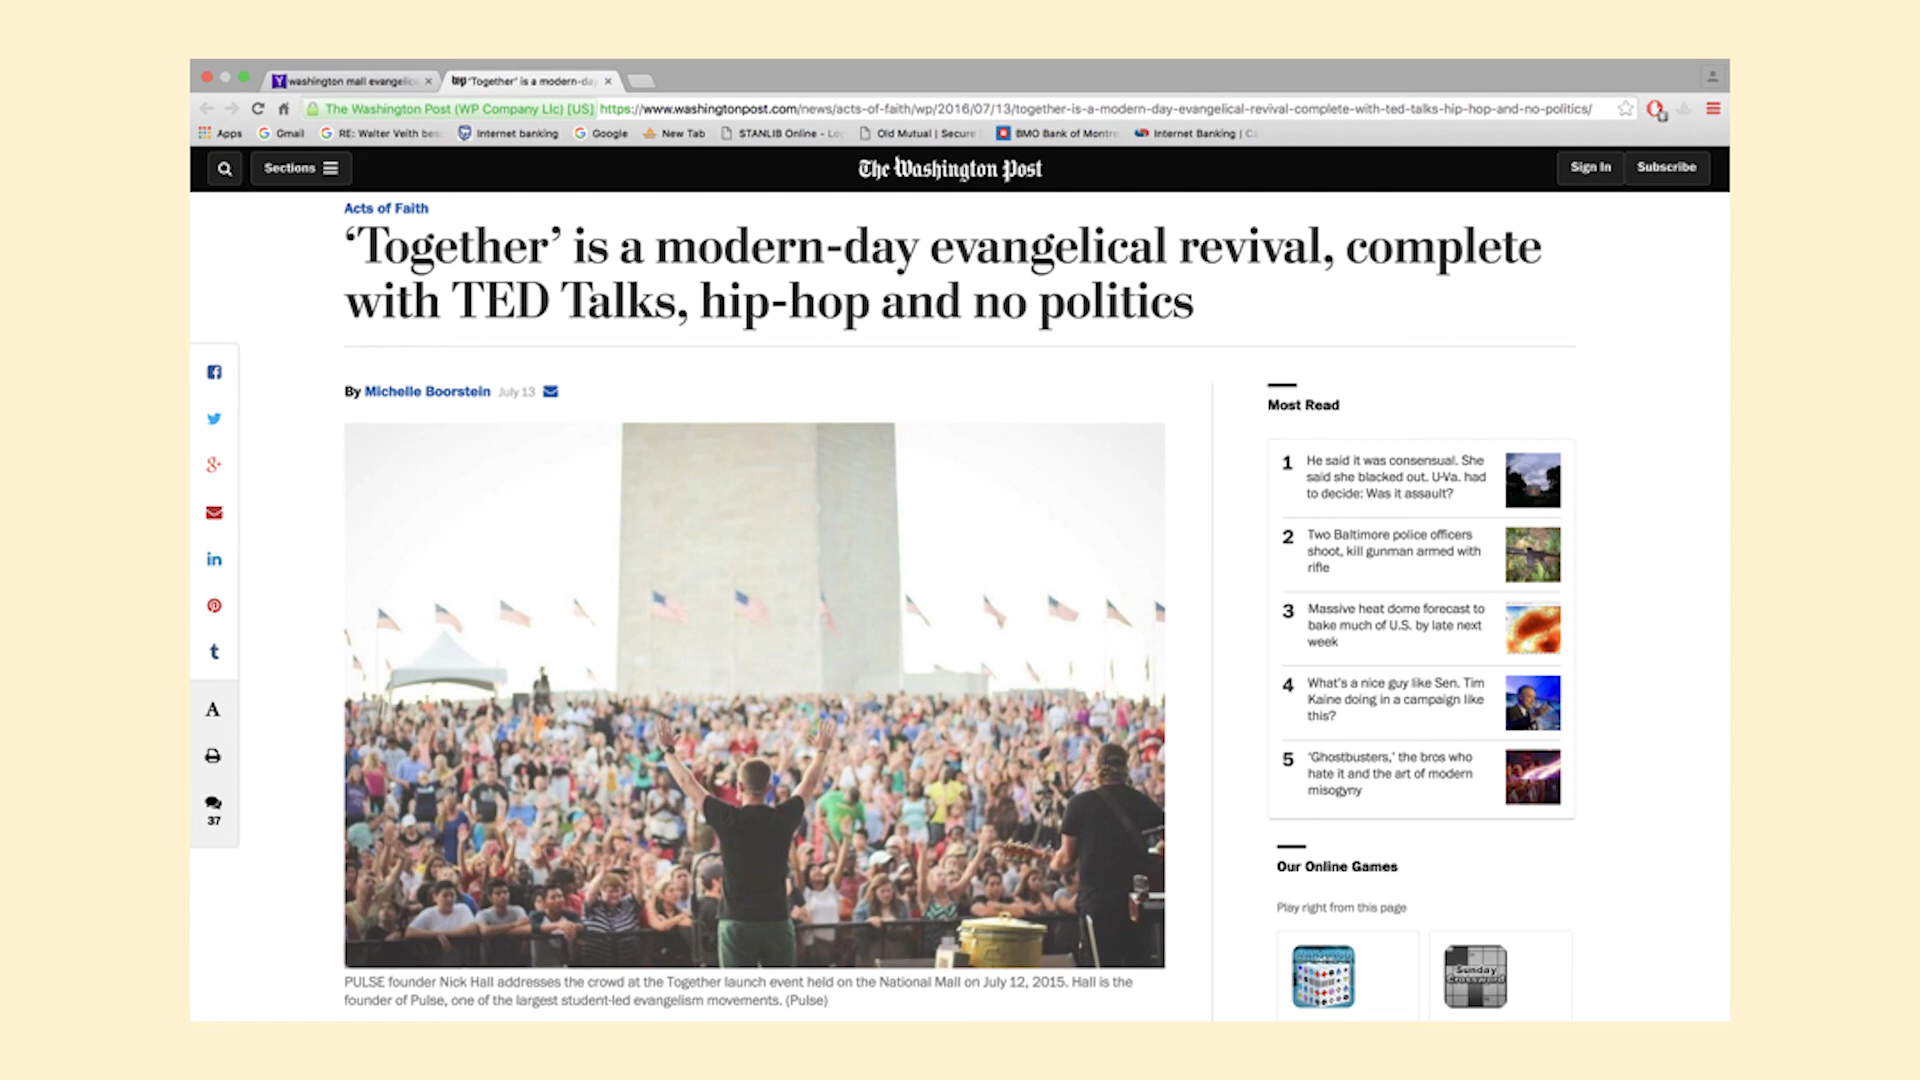 washington mall evangelic
wp 'Together' is a modern-da
The Washington Post (WP Company Llc) [US] https://www.washingtonpost.com/news/acts-of-faith/wp/2016/07/13/together-is-a-modern-day-evangelical-revival-complete-with-ted-talks-hip-hop-and-no-politics/
Apps Gmail RE: Walter Veith bes Internet banking Google New Tab STANLIB Online - Lo Old Mutual | Secure BMO Bank of Montre Internet Banking | C
Sections The Washington Post Sign In Subscribe
Acts of Faith
‘Together’ is a modern-day evangelical revival, complete
with TED Talks, hip-hop and no politics
By Michelle Boorstein July 13
37
PULSE founder Nick Hall addresses the crowd at the Together launch event held on the National Mall on July 12, 2015. Hall is the
founder of Pulse, one of the largest student-led evangelism movements. (Pulse)
Most Read
1 He said it was consensual. She
said she blacked out. U-Va. had
to decide: Was it assault?
2 Two Baltimore police officers
shoot, kill gunman armed with
rifle
3 Massive heat dome forecast to
bake much of U.S. by late next
week
4 What’s a nice guy like Sen. Tim
Kaine doing in a campaign like
this?
5 ‘Ghostbusters,’ the bros who
hate it and the art of modern
misogyny
Our Online Games
Play right from this page
Sunday
Crossword